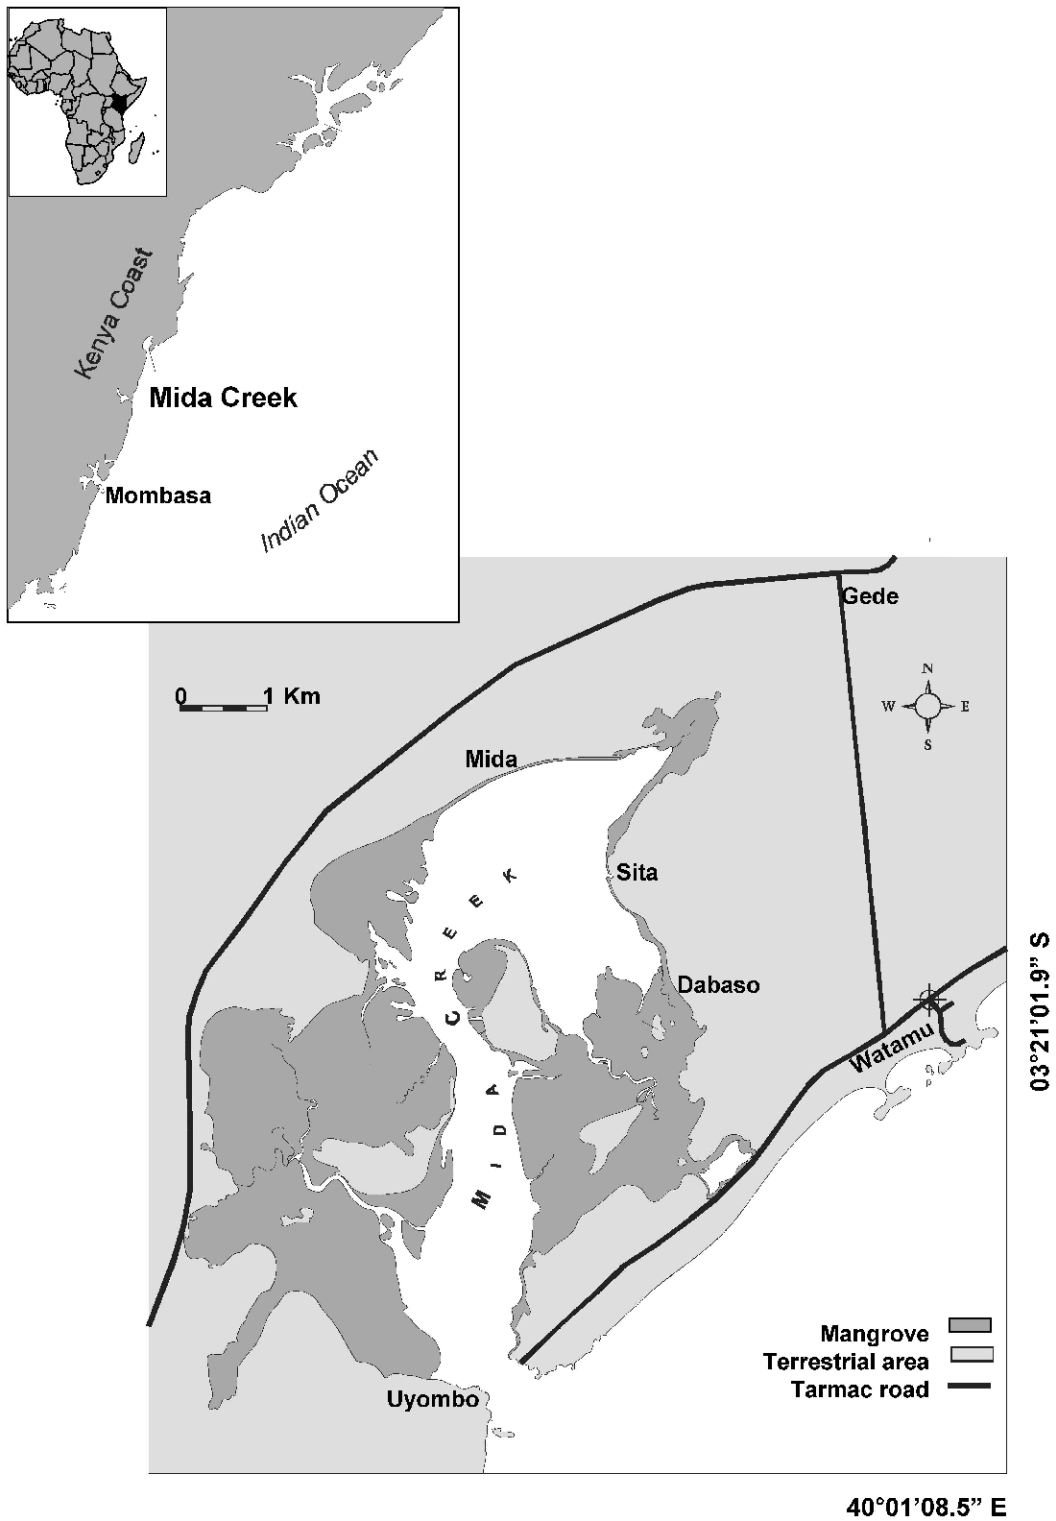 Kenya Coast
Mida Creek
Mombasa
Indian Ocean
Gede
0 1 Km
N
W E
S
Mida
Sita
MIDA CREEK
Dabaso
Watamu
03°21'01.9” S
Mangrove
Terrestrial area
Tarmac road
Uyombo
40°01'08.5” E